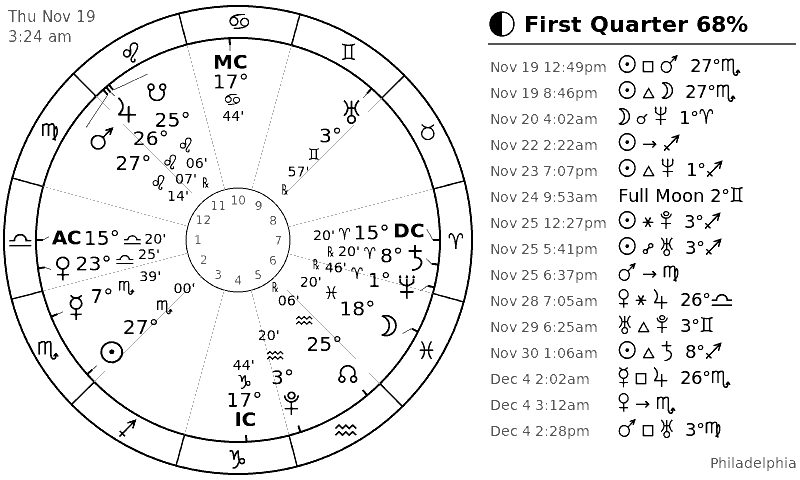 Thu Nov 19
3:24 am
First Quarter 68%
Nov 19 12:49pm ☉ □ ♂ 27°♏
Nov 19 8:46pm ☉ △ ☽ 27°♏
Nov 20 4:02am ☽ ☌ ♆ 1°♈
Nov 22 2:22am ☉ → ♐
Nov 23 7:07pm ☉ △ ♆ 1°♐
Nov 24 9:53am Full Moon 2°♊
Nov 25 12:27pm ☉ ⚹ ⯓ 3°♐
Nov 25 5:41pm ☉ ☍ ♅ 3°♐
Nov 25 6:37pm ♂ → ♍
Nov 28 7:05am ♀ ⚹ ♃ 26°♎
Nov 29 6:25am ♅ △ ⯓ 3°♊
Nov 30 1:06am ☉ △ ♄ 8°♐
Dec 4 2:02am ☿ □ ♃ 26°♏
Dec 4 3:12am ♀ → ♏
Dec 4 2:28pm ♂ □ ♅ 3°♍
Philadelphia
♋
♌
♊
♍
♉
♎
♈
♏
♓
♐
♒
♑
MC
17°
♋
44'
☋ 25° ♌ 06' ℞
♃ 26° ♌ 07'
♂ 27° ♌ 14'
♅ 3° ♊ 57' ℞
AC 15° ♎ 20'
♀ 23° ♎ 25'
☿ 7° ♏ 39'
☉ 27° ♏ 00'
20' ♈ 15° DC
℞ 20' ♈ 8° ♄
℞ 46' ♈ 1° ♆
20' ♓ 18° ☽
℞ 06' ♒ 25° ☊
20' ♒ 3° ⯓
44'
♑
17°
IC
1
2
3
4
5
6
7
8
9
10
11
12